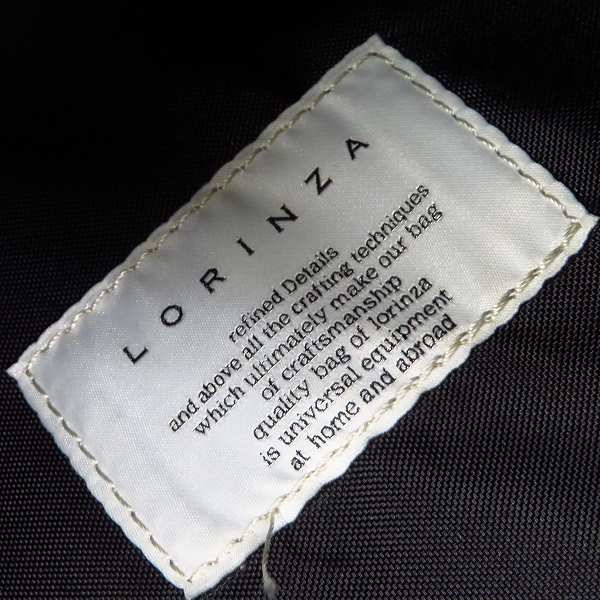 LORINZA
refined Details
and above all the crafting techniques
which ultimately make our bag
of craftsmanship
quality bag of lorinza
is universal equipment
at home and abroad